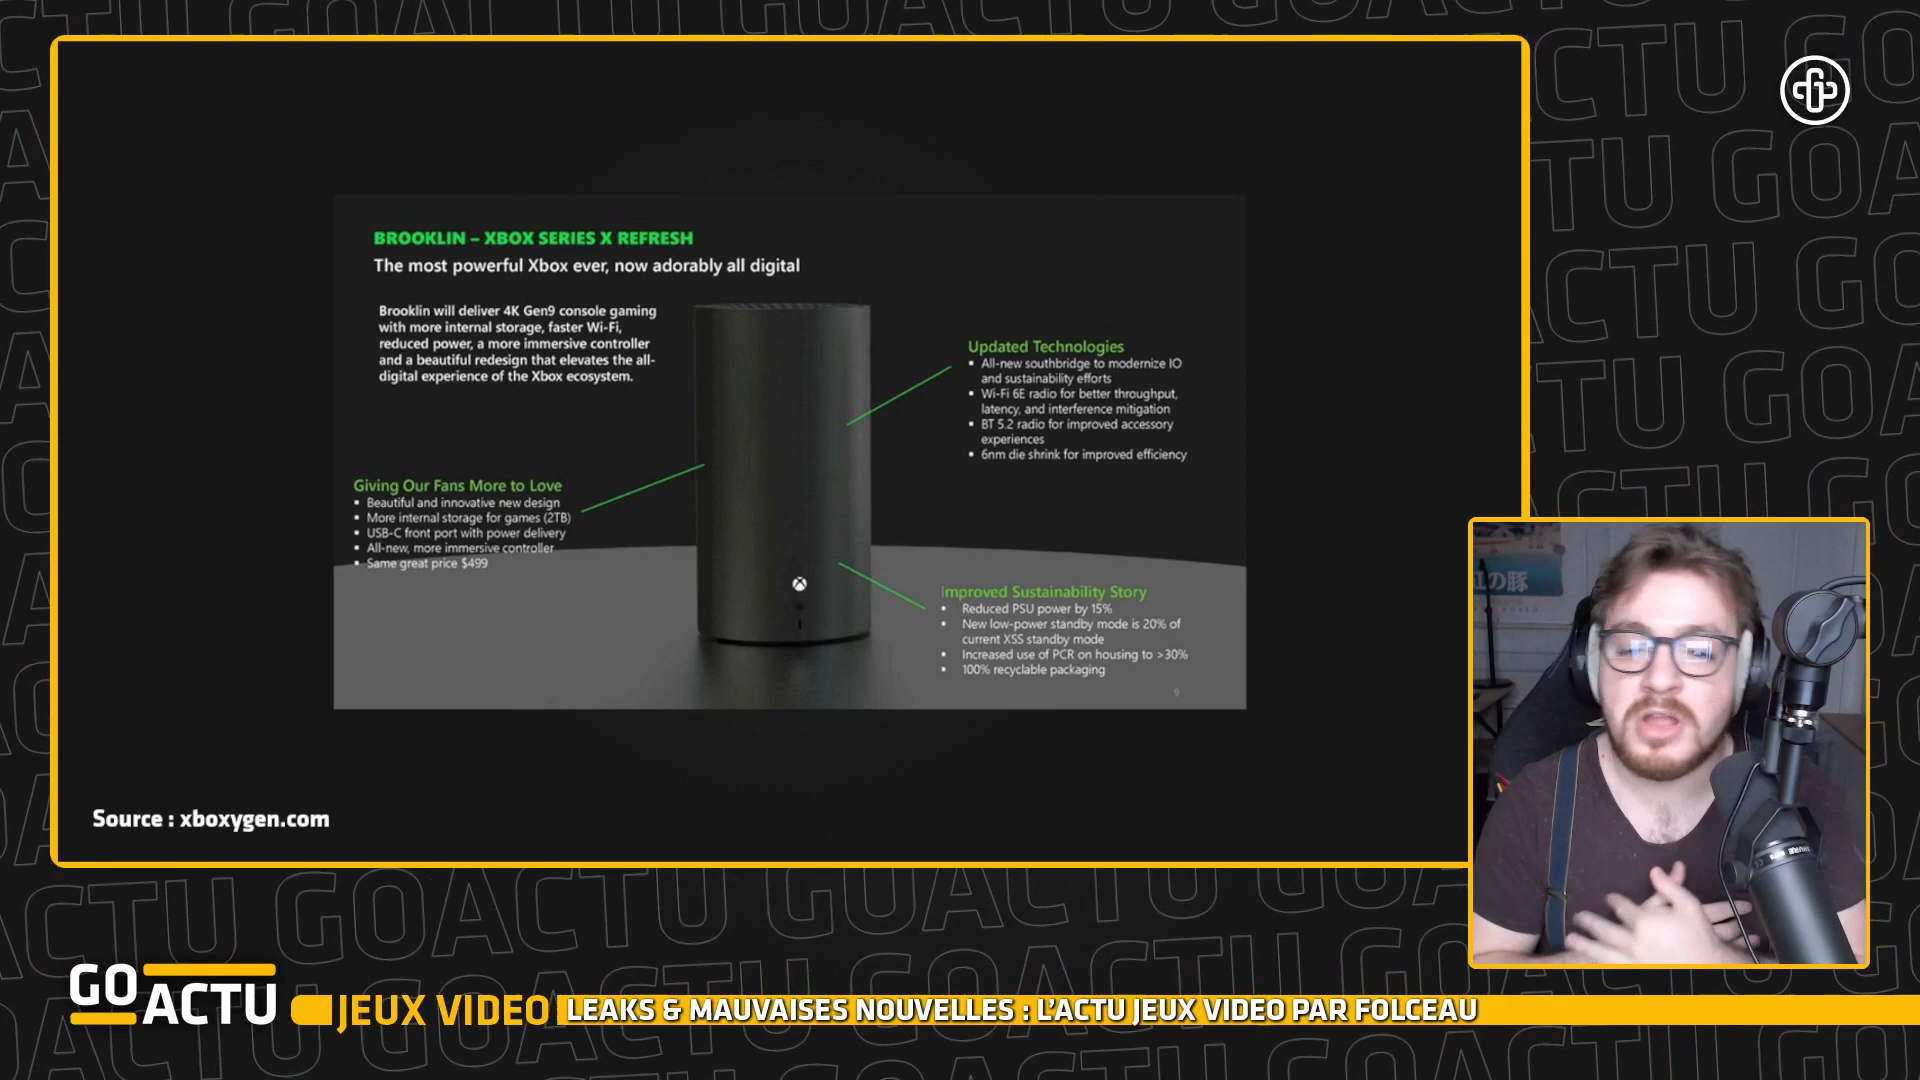 BROOKLIN – XBOX SERIES X REFRESH
The most powerful Xbox ever, now adorably all digital
Brooklin will deliver 4K Gen9 console gaming
with more internal storage, faster Wi-Fi,
reduced power, a more immersive controller
and a beautiful redesign that elevates the all-
digital experience of the Xbox ecosystem.
Updated Technologies
▪ All-new southbridge to modernize IO
and sustainability efforts
▪ Wi-Fi 6E radio for better throughput,
latency, and interference mitigation
▪ BT 5.2 radio for improved accessory
experiences
▪ 6nm die shrink for improved efficiency
Giving Our Fans More to Love
▪ Beautiful and innovative new design
▪ More internal storage for games (2TB)
▪ USB-C front port with power delivery
▪ All-new, more immersive controller
▪ Same great price $499
Improved Sustainability Story
▪ Reduced PSU power by 15%
▪ New low-power standby mode is 20% of
current XSS standby mode
▪ Increased use of PCR on housing to >30%
▪ 100% recyclable packaging
9
Source : xboxygen.com
の豚
SHURE
GO
ACTU
JEUX VIDEO
LEAKS & MAUVAISES NOUVELLES : L'ACTU JEUX VIDEO PAR FOLCEAU